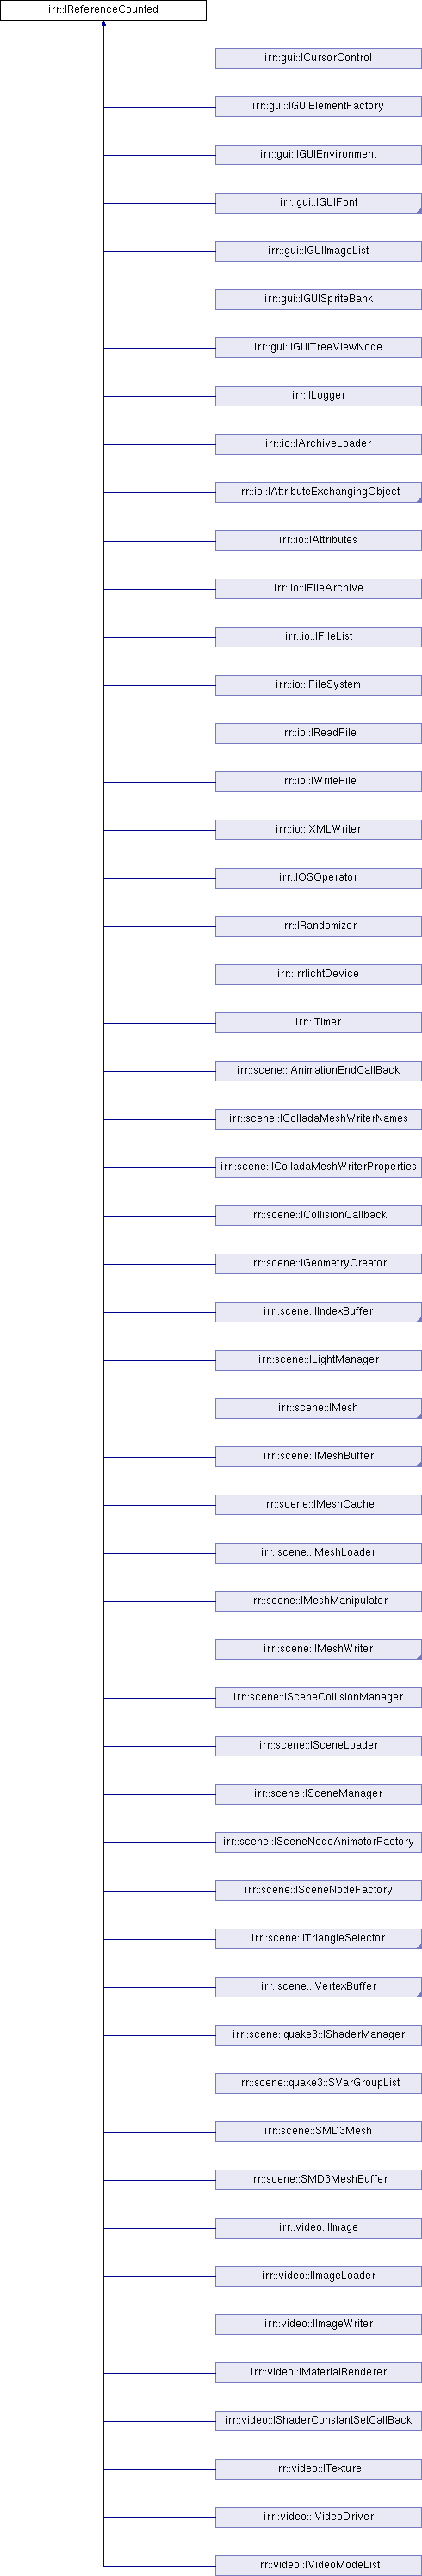 irr::IReferenceCounted
irr::gui::ICursorControl
irr::gui::IGUIElementFactory
irr::gui::IGUIEnvironment
irr::gui::IGUIFont
irr::gui::IGUIImageList
irr::gui::IGUISpriteBank
irr::gui::IGUITreeViewNode
irr::ILogger
irr::io::IArchiveLoader
irr::io::IAttributeExchangingObject
irr::io::IAttributes
irr::io::IFileArchive
irr::io::IFileList
irr::io::IFileSystem
irr::io::IReadFile
irr::io::IWriteFile
irr::io::IXMLWriter
irr::IOSOperator
irr::IRandomizer
irr::IrrlichtDevice
irr::ITimer
irr::scene::IAnimationEndCallBack
irr::scene::IColladaMeshWriterNames
irr::scene::IColladaMeshWriterProperties
irr::scene::ICollisionCallback
irr::scene::IGeometryCreator
irr::scene::IIndexBuffer
irr::scene::ILightManager
irr::scene::IMesh
irr::scene::IMeshBuffer
irr::scene::IMeshCache
irr::scene::IMeshLoader
irr::scene::IMeshManipulator
irr::scene::IMeshWriter
irr::scene::ISceneCollisionManager
irr::scene::ISceneLoader
irr::scene::ISceneManager
irr::scene::ISceneNodeAnimatorFactory
irr::scene::ISceneNodeFactory
irr::scene::ITriangleSelector
irr::scene::IVertexBuffer
irr::scene::quake3::IShaderManager
irr::scene::quake3::SVarGroupList
irr::scene::SMD3Mesh
irr::scene::SMD3MeshBuffer
irr::video::IImage
irr::video::IImageLoader
irr::video::IImageWriter
irr::video::IMaterialRenderer
irr::video::IShaderConstantSetCallBack
irr::video::ITexture
irr::video::IVideoDriver
irr::video::IVideoModeList